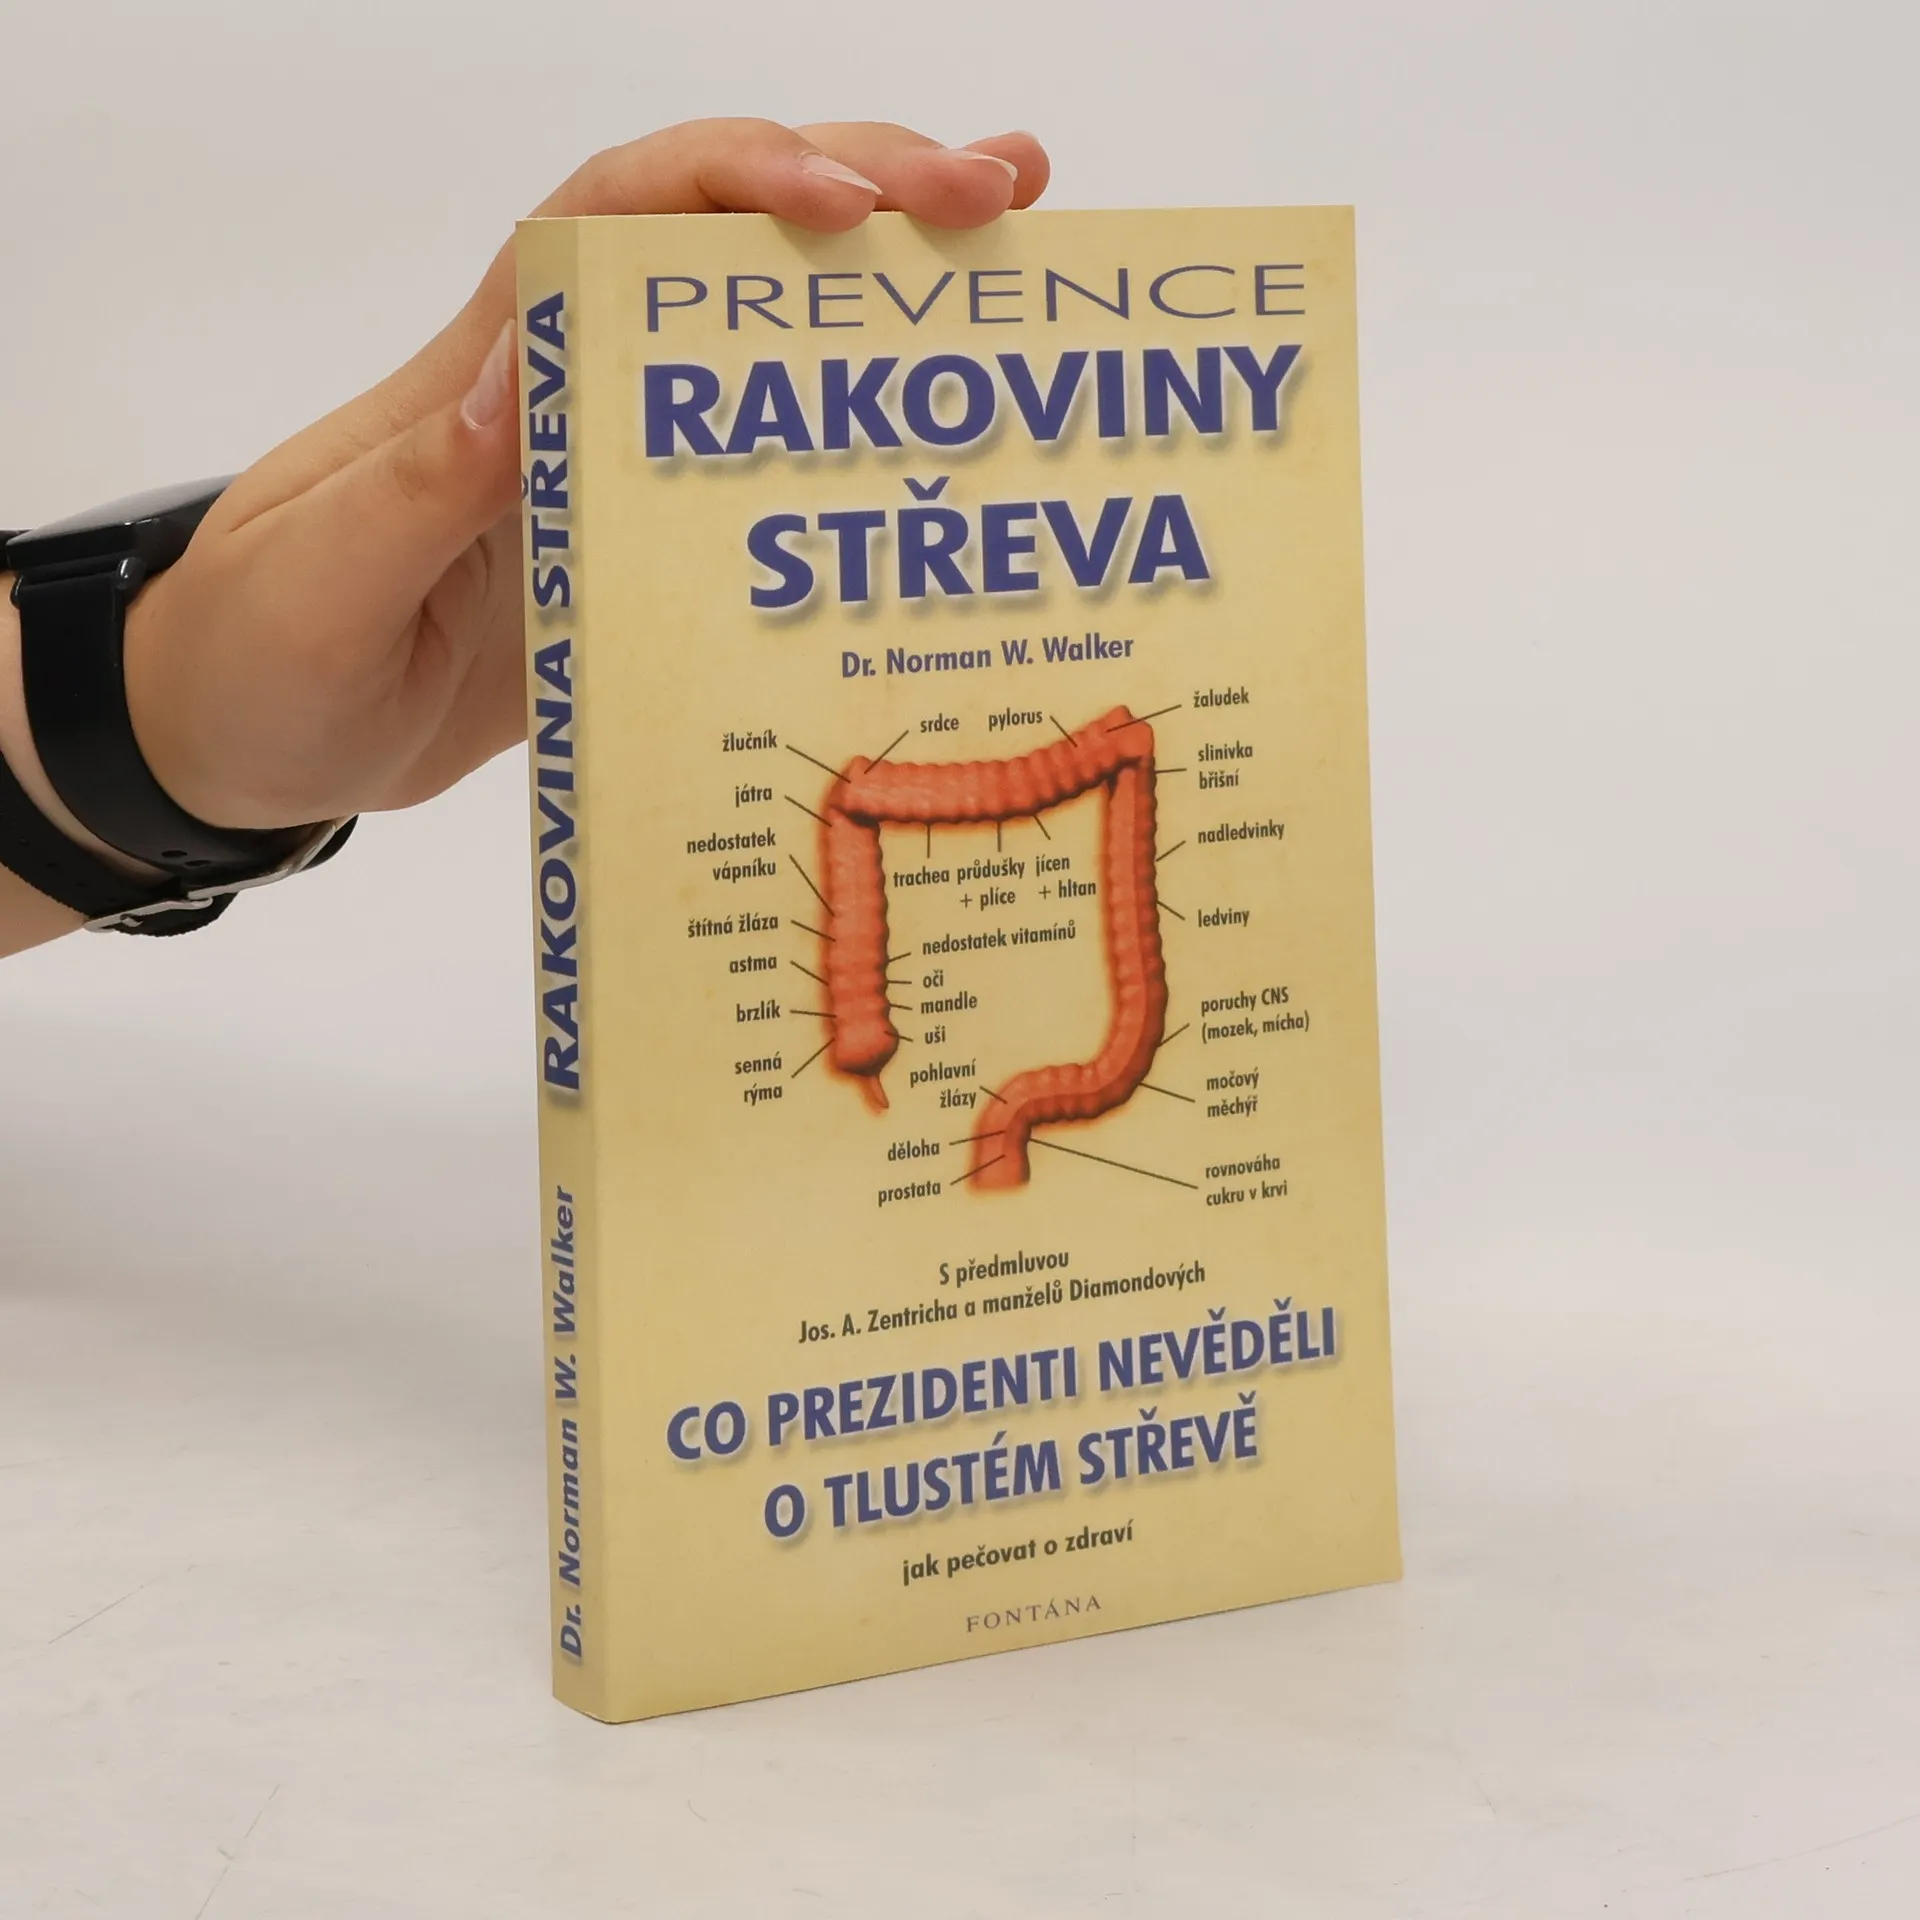 PREVENCE
RAKOVINY
STŘEVA
Dr. Norman W. Walker
žlučník
srdce
pylorus
žaludek
slinivka
břišní
játra
nedostatek
vápníku
nadledvinky
trachea průdušky jícen
+ plíce + hltan
štítná žláza
nedostatek vitamínů
ledviny
astma
oči
mandle
brzlík
uši
poruchy CNS
(mozek, mícha)
senná
rýma
pohlavní
žlázy
močový
měchýř
děloha
prostata
rovnováha
cukru v krvi
S předmluvou
Jos. A. Zentricha a manželů Diamondových
CO PREZIDENTI NEVĚDĚLI
O TLUSTÉM STŘEVĚ
jak pečovat o zdraví
FONTÁNA
Dr. Norman W. Walker RAKOVINA STŘEVA